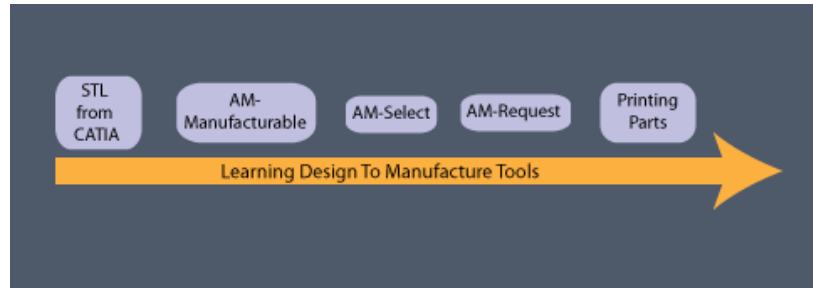 STL
from
CATIA
AM-
Manufacturable
AM-Select
AM-Request
Printing
Parts
Learning Design To Manufacture Tools